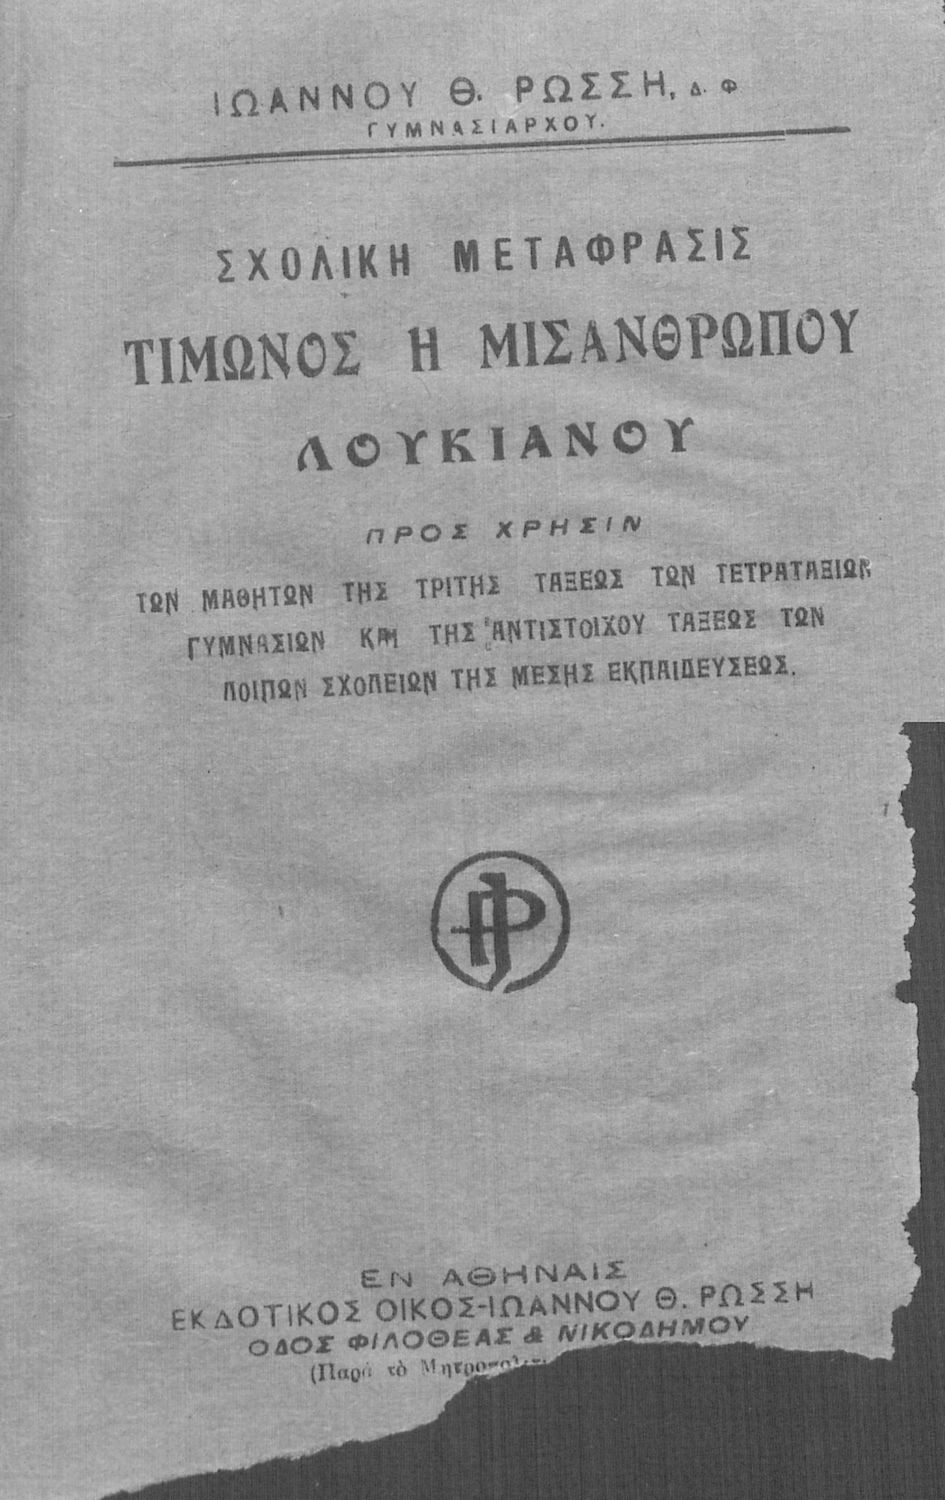 ΙΩΑΝΝΟΥ Θ. ΡΩΣΣΗ, Δ. Φ
ΓΥΜΝΑΣΙΑΡΧΟΥ.
ΣΧΟΛΙΚΗ ΜΕΤΑΦΡΑΣΙΣ
ΤΙΜΩΝΟΣ Η ΜΙΣΑΝΘΡΩΠΟΥ
ΛΟΥΚΙΑΝΟΥ
ΠΡΟΣ ΧΡΗΣΙΝ
ΤΩΝ ΜΑΘΗΤΩΝ ΤΗΣ ΤΡΙΤΗΣ ΤΑΞΕΩΣ ΤΩΝ ΤΕΤΡΑΤΑΞΙΩΝ
ΓΥΜΝΑΣΙΩΝ ΚΑΙ ΤΗΣ ΑΝΤΙΣΤΟΙΧΟΥ ΤΑΞΕΩΣ ΤΩΝ
ΛΟΙΠΩΝ ΣΧΟΛΕΙΩΝ ΤΗΣ ΜΕΣΗΣ ΕΚΠΑΙΔΕΥΣΕΩΣ.
ΕΝ ΑΘΗΝΑΙΣ
ΕΚΔΟΤΙΚΟΣ ΟΙΚΟΣ-ΙΩΑΝΝΟΥ Θ. ΡΩΣΣΗ
ΟΔΟΣ ΦΙΛΟΘΕΑΣ & ΝΙΚΟΔΗΜΟΥ
(Παρὰ τὸ